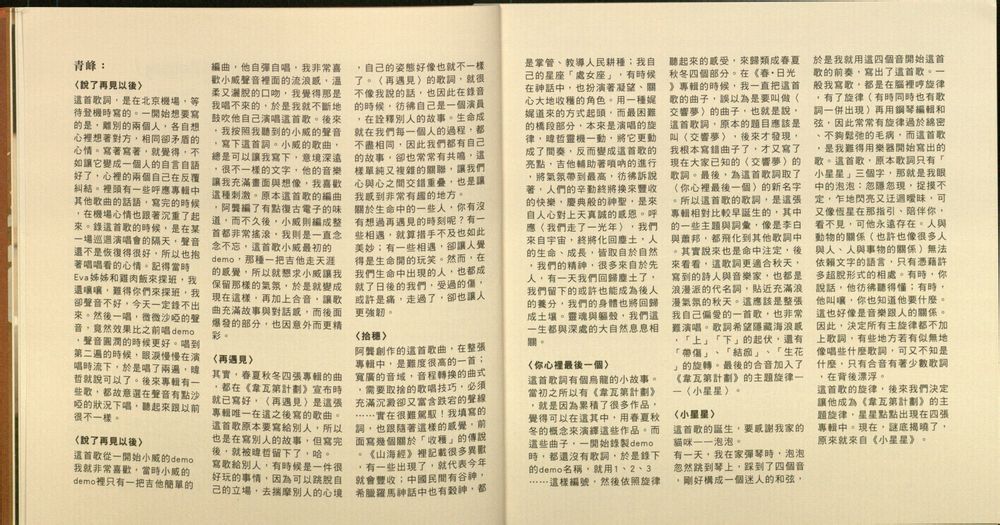 青峰：
〈說了再見以後〉
這首歌詞，是在北京機場，等
待登機時寫的。一開始想要寫
的是，離別的兩個人，各自想
心裡想著對方，相同卻矛盾的
心情。寫著寫著，就覺得，不
如讓它變成一個人的自言自語
好了，心裡的兩個自己在反覆
糾結。裡頭有一些呼應專輯中
其他歌曲的話語，寫完的時候
，在機場心情也跟著沉重了起
來。錄這首歌的時候，是在某
一場巡迴演唱會的隔天，聲音
還不是恢復得很好，所以也抱
著唱唱看的心情。記得當時
Eva姊姊和雞肉飯來探班，我
還嚷嚷，難得你們來探班，我
卻聲音不好，今天一定錄不出
來。然後一唱，微微沙啞的聲
音，竟然效果比之前唱demo
，聲音圓潤的時候更好。唱到
第二遍的時候，眼淚慢慢在演
唱時流下，於是唱了兩遍，暐
哲就說可以了。後來專輯有一
些歌，都故意選在聲音有點沙
啞的狀況下唱，聽起來跟以前
很不一樣。
〈說了再見以後〉
這首歌從一開始小威的demo
我就非常喜歡，當時小威的
demo裡只有一把吉他簡單的
編曲，他自彈自唱，我非常喜
歡小威聲音裡面的流浪感，溫
柔又灑脫的口吻，我覺得那是
我唱不來的，於是我就不斷地
鼓吹他自己演唱這首歌。後來
，我按照我聽到的小威的聲音
，寫下這首詞。小威的歌曲，
總是可以讓我寫下，意境深遠
，很不一樣的文字，他的音樂
讓我充滿畫面與想像，我喜歡
這種刺激。原本這首歌的編曲
，阿龔編了有點復古電子的味
道，而不久後，小威則編成整
首都非常搖滾，我則是一直念
念不忘，這首歌小威最初的
demo，那種一把吉他走天涯
的感覺，所以就懇求小威讓我
保留那樣的氣氛，於是就變成
現在這樣，再加上合音，讓歌
曲充滿故事與對話感，而後面
爆發的部分，也因意外而更精
彩。
〈再遇見〉
其實，春夏秋冬四張專輯的曲
，都在《韋瓦第計劃》宣布時
就已寫好，〈再遇見〉是這張
專輯唯一在這之後寫的歌曲。
這首歌原本要寫給別人，所以
也是在寫別人的故事，但寫完
後，就被暐哲留下了，哈。
寫歌給別人，有時候是一件很
好玩的事情，因為可以跳脫自
己的立場，去揣摩別人的心境
，自己的姿態好像也就不一樣
了。〈再遇見〉的歌詞，就很
不像我說的話，也因此在錄音
的時候，彷彿自己是一個演員
，在詮釋別人的故事。生命成
就在我們每一個人的過程，都
不盡相同，因此我們都有自己
的故事，卻也常常有共鳴，這
樣單純又複雜的關聯，讓我們
心與心之間交錯重疊，也是讓
我感到非常有趣的地方。
關於生命中的一些人，你有沒
有想過再遇見的時刻呢？有一
些相遇，就算措手不及也如此
美妙；有一些相遇，卻讓人覺
得是生命開的玩笑。然而，在
我們生命中出現的人，也都成
就了日後的我們，受過的傷，
或許是痛，走過了，卻也讓人
更強韌。
〈拾穗〉
阿龔創作的這首歌曲，在整張
專輯中，是難度很高的一首；
寬廣的音域，音程轉換的曲式
，需要取捨的歌唱技巧，必須
充滿沉澱卻又富含跌宕的聲線
……實在很難駕馭！我填寫的
詞，也跟隨著這樣的感覺，前
面寫幾個關於「收穫」的傳說
。《山海經》裡記載很多異獸
，有一些出現了，就代表今年
就會豐收；中國民間有谷神，
希臘羅馬神話中也有穀神，都
是掌管、教導人民耕種；我自
己的星座「處女座」，有時候
在神話中，也扮演著凝望、關
心大地收穫的角色。用一種娓
娓道來的方式起頭，而最困難
的橋段部分，本來是演唱的旋
律，暐哲靈機一動，將它更動
成了間奏，反而變成這首歌的
亮點，吉他輔助著嗩吶的進行
，將氣氛帶到最高，彷彿訴說
著，人們的辛勤終將換來豐收
的快樂，慶典般的神聖，是來
自人心對上天真誠的感恩。呼
應〈我們走了一光年〉，我們
來自宇宙，終將化回塵土，人
的生命、成長，皆取自於自然
，我們的精神，很多來自於先
人，有一天我們回歸塵土了，
我們留下的或許也能成為後人
的養分，我們的身體也將回歸
成土壤。靈魂與軀殼，我們這
一生都與深處的大自然息息相
關。
〈你心裡最後一個〉
這首歌詞有個烏龍的小故事。
當初之所以有《韋瓦第計劃》
，就是因為累積了很多作品，
覺得可以在這其中，用春夏秋
冬的概念來演繹這些作品。而
這些曲子，一開始錄製demo
時，都還沒有歌詞，於是錄下
的demo名稱，就用1、2、3
……這樣編號，然後依照旋律
聽起來的感受，來歸類成春夏
秋冬四個部分。在《春·日光
》專輯的時候，我一直把這首
歌的曲子，誤以為是要叫做〈
交響夢〉的曲子，也就是說，
這首歌詞，原本的題目應該是
叫〈交響夢〉，後來才發現，
我根本寫錯曲子了，才又寫了
現在大家已知的〈交響夢〉的
歌詞。最後，為這首歌詞取了
〈你心裡最後一個〉的新名字
。所以這首歌的歌詞，是這張
專輯相對比較早誕生的，其中
的一些主題與詞彙，像是李白
與蕭邦，都飛化到其他歌詞中
。其實說來也是命中注定，後
來看看，這歌詞更適合秋天，
寫到的詩人與音樂家，也都是
浪漫派的代名詞，貼近充滿浪
漫氣氛的秋天。這應該是整張
我自己偏愛的一首歌，也非常
難演唱。歌詞希望隱藏海浪感
，「上」「下」的起伏，還有
「帶傷」、「結痂」、「生花
」的旋轉。最後的合音加入了
《韋瓦第計劃》的主題旋律—
—〈小星星〉。
〈小星星〉
這首歌的誕生，要感謝我家的
貓咪——泡泡。
有一天，我在家彈琴時，泡泡
忽然跳到琴上，踩到了四個音
，剛好構成一個迷人的和弦，
於是我就用這四個音開始這首
歌的前奏，寫出了這首歌。一
般我寫歌，都是在腦裡哼旋律
，有了旋律（有時同時也有歌
詞一併出現）再用鋼琴編輯和
弦，因此常常有旋律過於綿密
、不夠鬆弛的毛病，而這首歌
，是我難得用樂器開始寫出的
歌。這首歌，原本歌詞只有「
小星星」三個字，那就是我眼
中的泡泡：忽隱忽現，捉摸不
定，乍地閃亮又迂迴曖昧，可
又像恆星在那指引、陪伴你，
看不見，可他永遠存在。人與
動物的關係（也許也像很多人
與人、人與事物的關係）無法
依賴文字的語言，只有憑藉許
多超脫形式的相處。有時，你
說話，他彷彿聽得懂；有時，
他叫嚷，你也知道他要什麼。
這也好像是音樂跟人的關係。
因此，決定所有主旋律都不加
上歌詞，有些地方若有似無地
像唱些什麼歌詞，可又不知是
什麼，只有合音有著少數歌詞
，在背後漂浮。
這首歌的旋律，後來我們決定
讓他成為《韋瓦第計劃》的主
題旋律，星星點點出現在四張
專輯中。現在，謎底揭曉了，
原來就來自《小星星》。